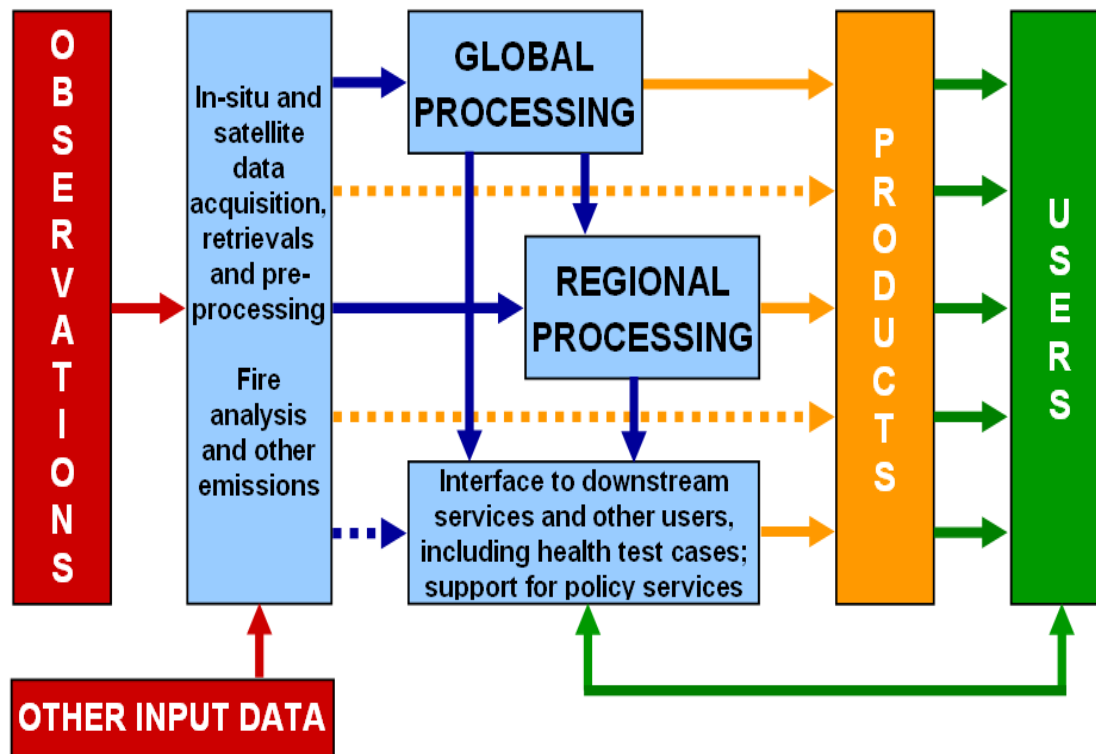 OBSERVATIONS
In-situ and
satellite
data
acquisition,
retrievals
and pre-
processing
Fire
analysis
and other
emissions
GLOBAL
PROCESSING
REGIONAL
PROCESSING
Interface to downstream
services and other users,
including health test cases;
support for policy services
PRODUCTS
USERS
OTHER INPUT DATA